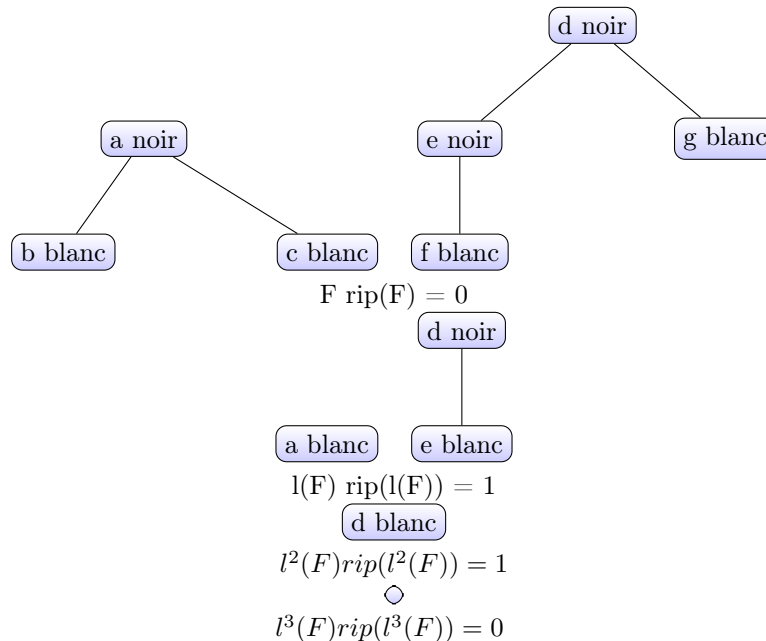 d noir
a noir
e noir
g blanc
b blanc
c blanc
f blanc
F rip(F) = 0
d noir
a blanc
e blanc
l(F) rip(l(F)) = 1
d blanc
l²(F)rip(l²(F)) = 1
l³(F)rip(l³(F)) = 0